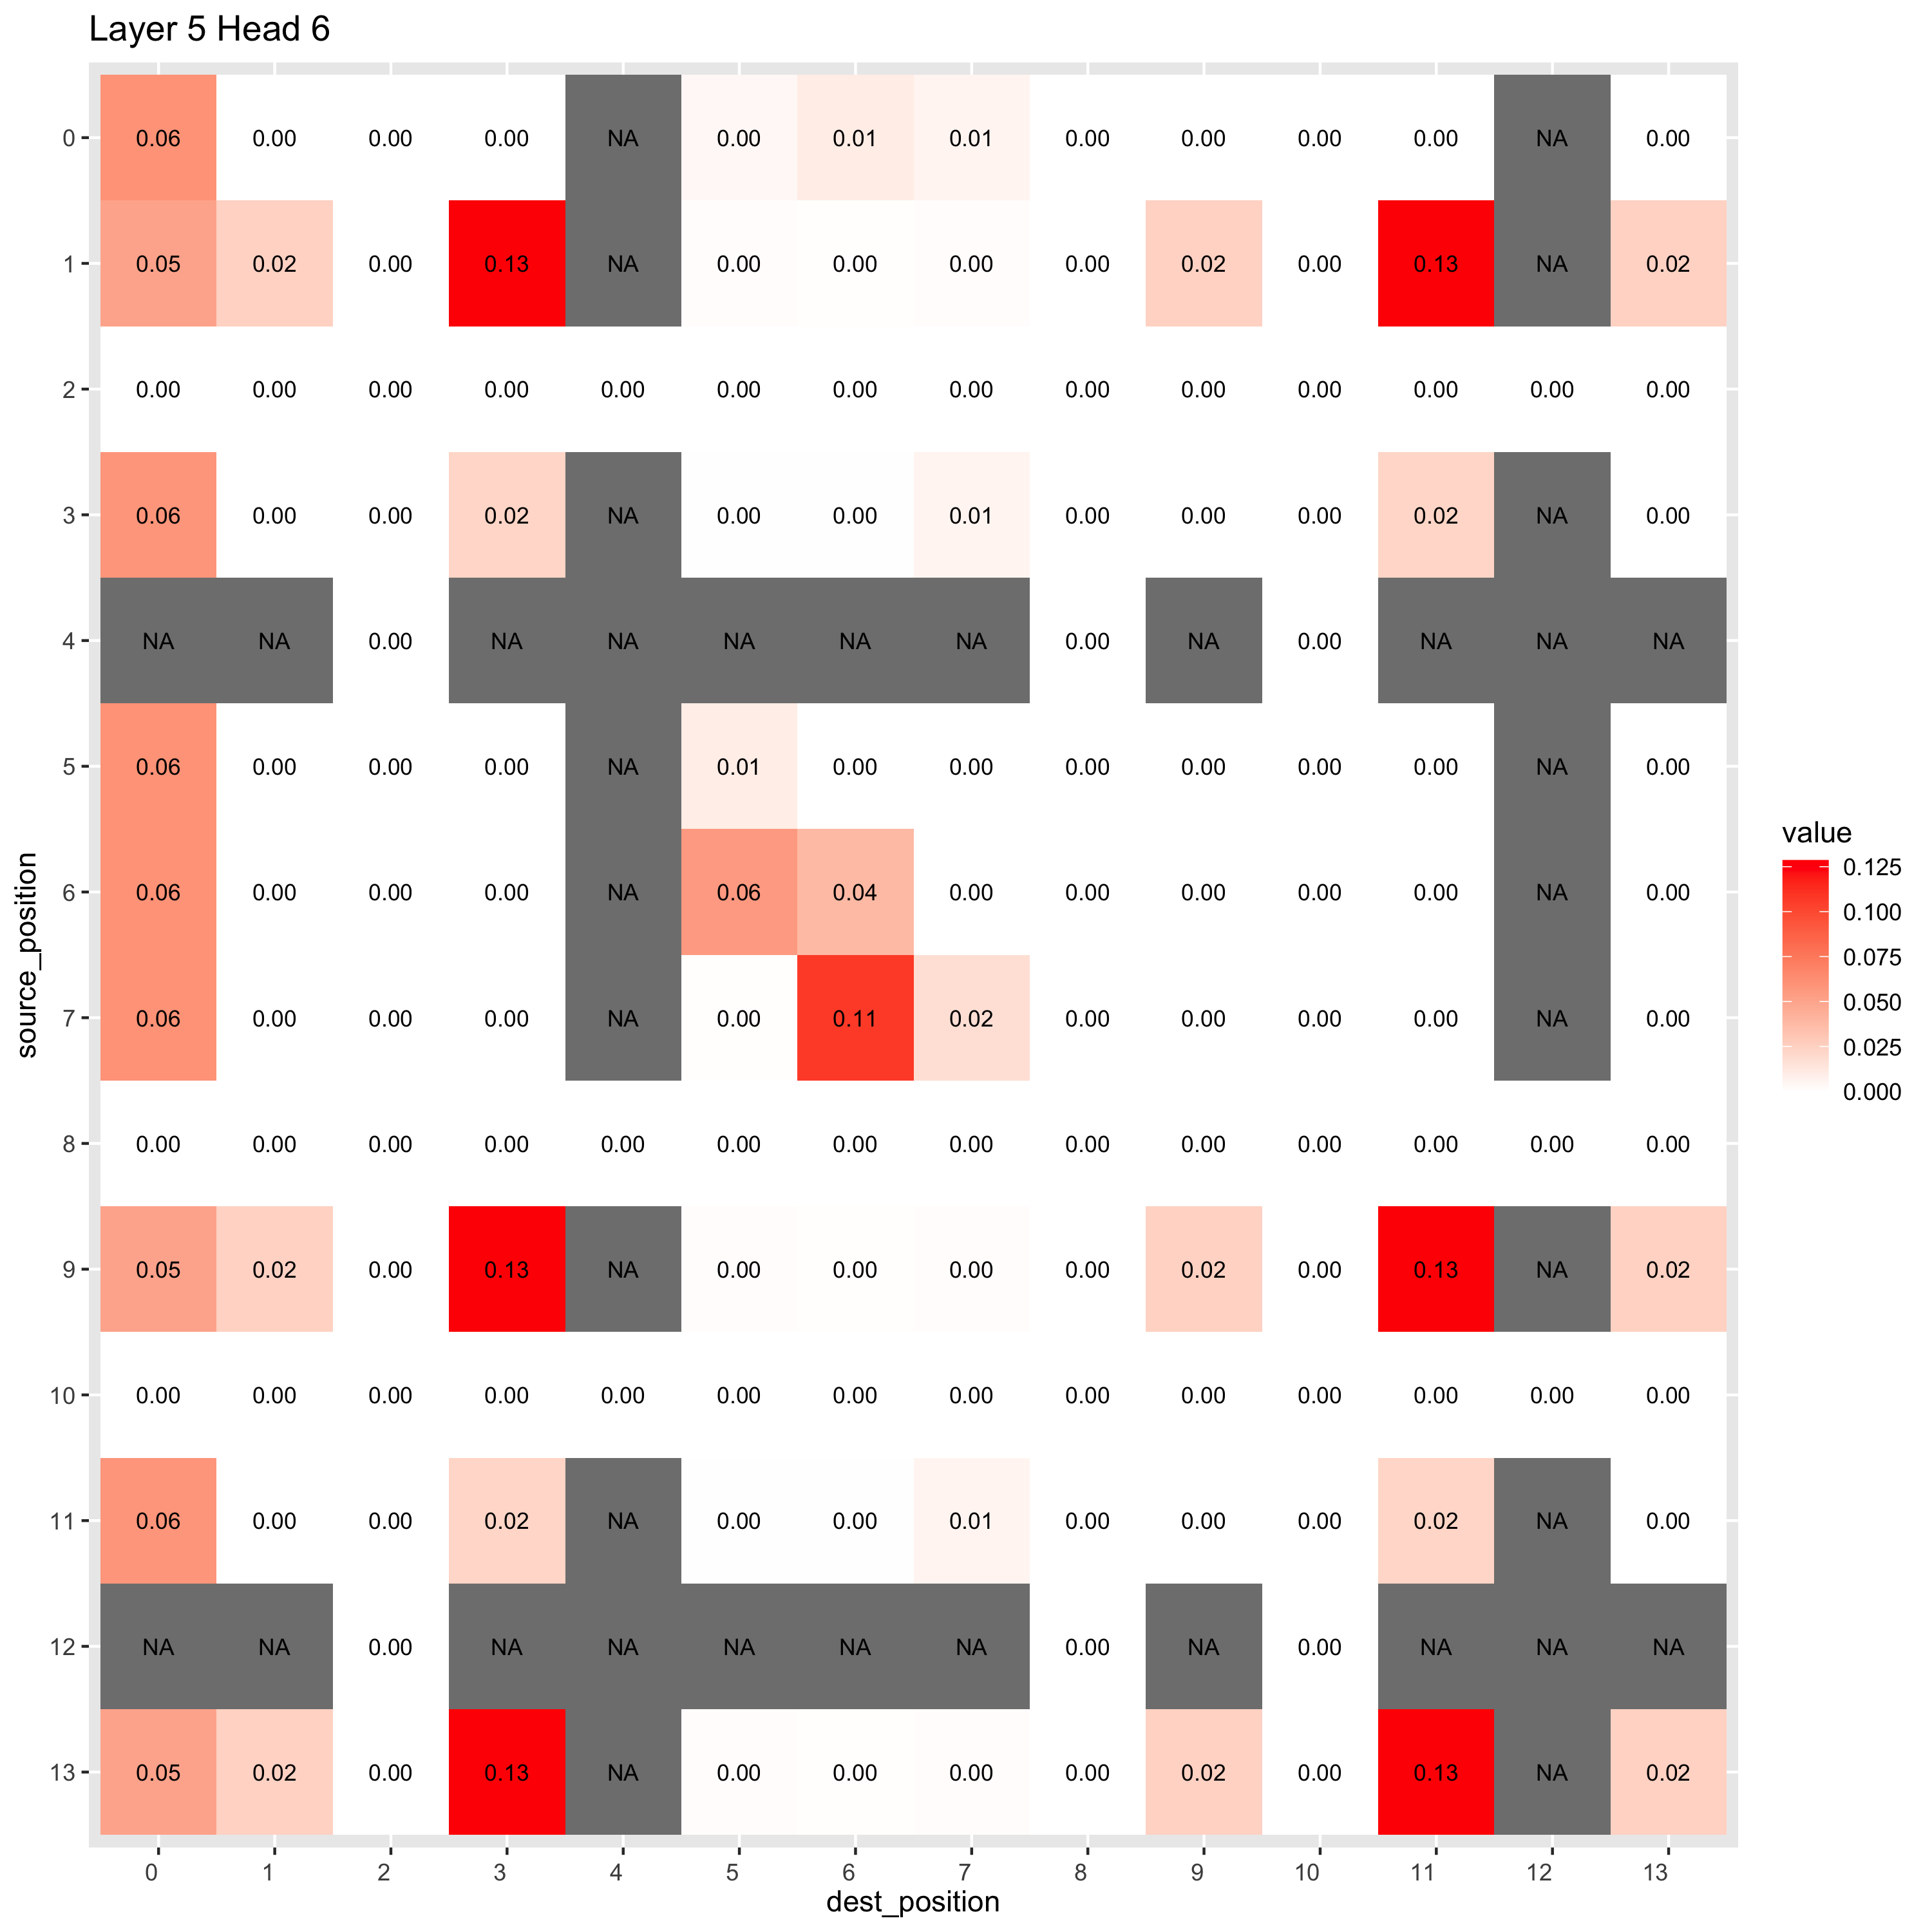 Layer 5 Head 6
0 0.06 0.00 0.00 0.00 NA 0.00 0.01 0.01 0.00 0.00 0.00 0.00 NA 0.00
1 0.05 0.02 0.00 0.13 NA 0.00 0.00 0.00 0.00 0.02 0.00 0.13 NA 0.02
2 0.00 0.00 0.00 0.00 0.00 0.00 0.00 0.00 0.00 0.00 0.00 0.00 0.00 0.00
3 0.06 0.00 0.00 0.02 NA 0.00 0.00 0.01 0.00 0.00 0.00 0.02 NA 0.00
4 NA NA 0.00 NA NA NA NA NA 0.00 NA 0.00 NA NA NA
5 0.06 0.00 0.00 0.00 NA 0.01 0.00 0.00 0.00 0.00 0.00 0.00 NA 0.00
6 0.06 0.00 0.00 0.00 NA 0.06 0.04 0.00 0.00 0.00 0.00 0.00 NA 0.00
7 0.06 0.00 0.00 0.00 NA 0.00 0.11 0.02 0.00 0.00 0.00 0.00 NA 0.00
8 0.00 0.00 0.00 0.00 0.00 0.00 0.00 0.00 0.00 0.00 0.00 0.00 0.00 0.00
9 0.05 0.02 0.00 0.13 NA 0.00 0.00 0.00 0.00 0.02 0.00 0.13 NA 0.02
10 0.00 0.00 0.00 0.00 0.00 0.00 0.00 0.00 0.00 0.00 0.00 0.00 0.00 0.00
11 0.06 0.00 0.00 0.02 NA 0.00 0.00 0.01 0.00 0.00 0.00 0.02 NA 0.00
12 NA NA 0.00 NA NA NA NA NA 0.00 NA 0.00 NA NA NA
13 0.05 0.02 0.00 0.13 NA 0.00 0.00 0.00 0.00 0.02 0.00 0.13 NA 0.02
0 1 2 3 4 5 6 7 8 9 10 11 12 13
dest_position
source_position
value
0.125
0.100
0.075
0.050
0.025
0.000